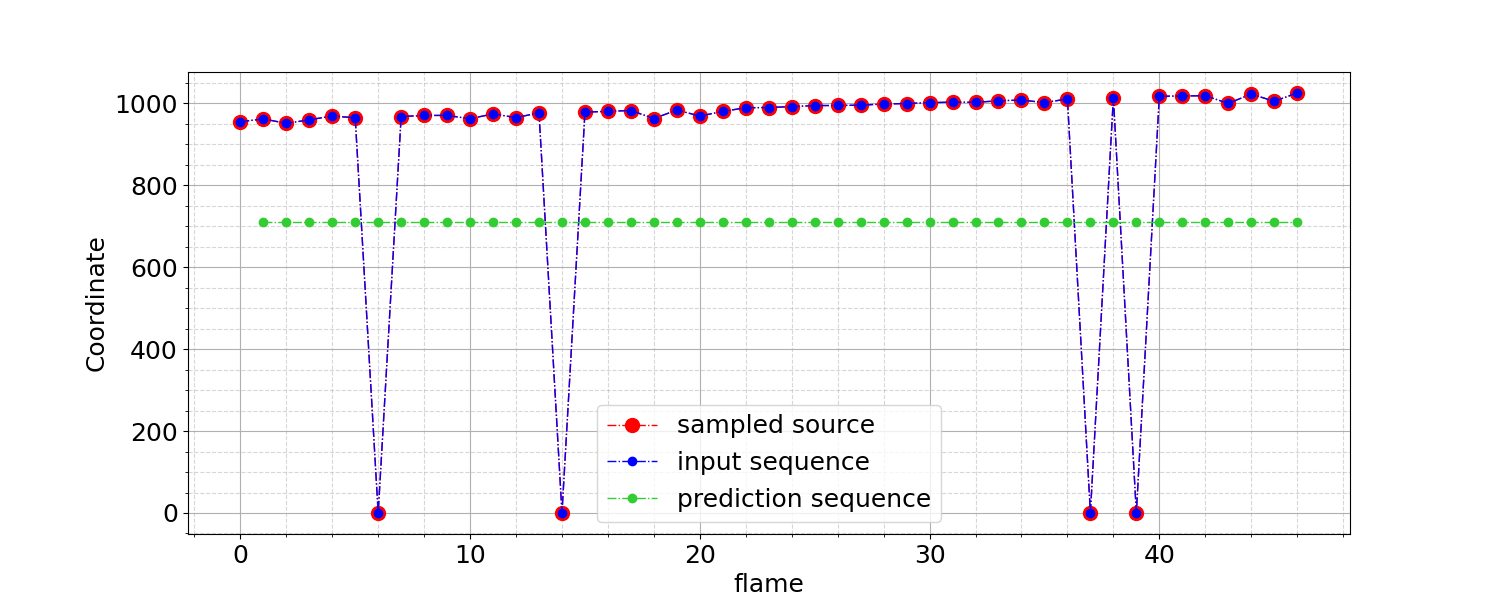 1000
800
600
400
200
0
Coordinate
sampled source
input sequence
prediction sequence
0 10 20 30 40
flame